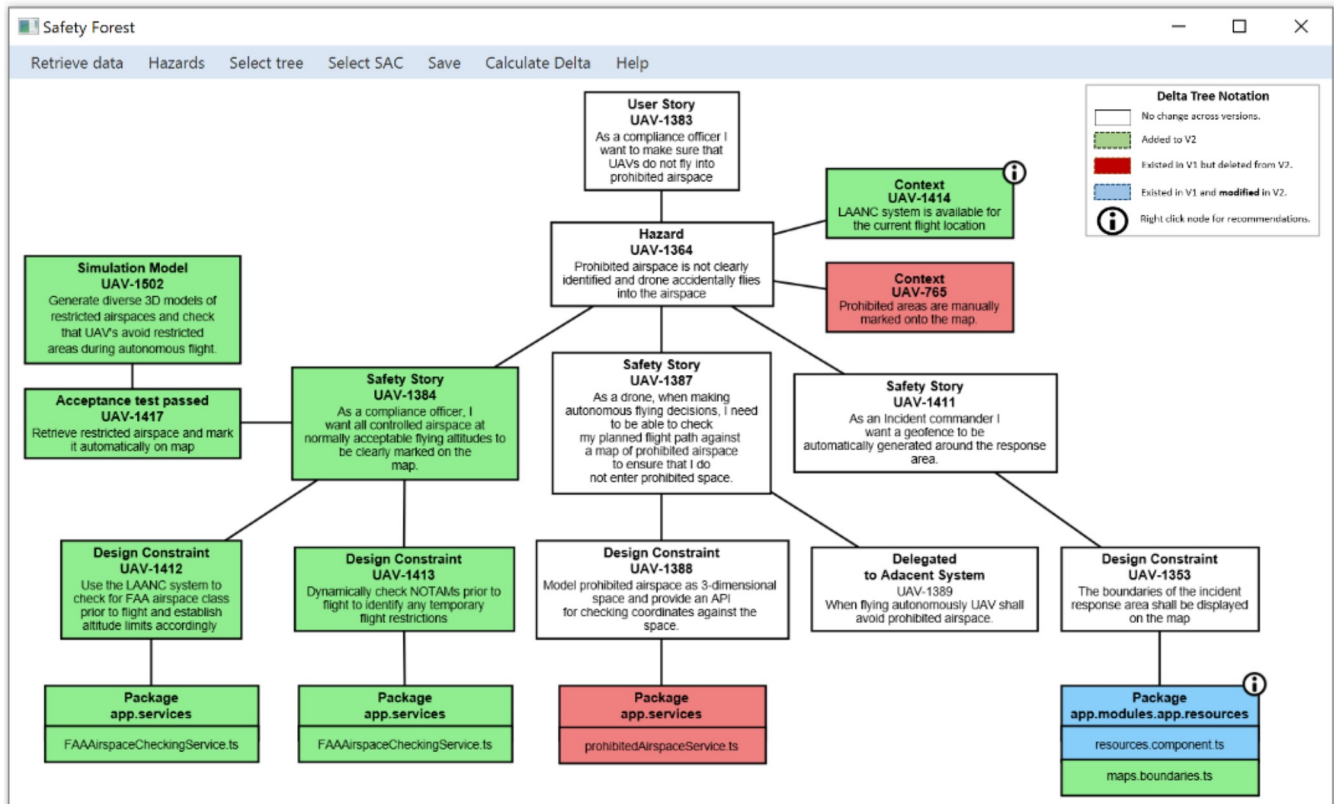 Safety Forest
Retrieve data Hazards Select tree Select SAC Save Calculate Delta Help
Delta Tree Notation
No change across versions.
Added to V2
Existed in V1 but deleted from V2.
Existed in V1 and modified in V2.
Right click node for recommendations.
User Story
UAV-1383
As a compliance officer I
want to make sure that
UAVs do not fly into
prohibited airspace
Context
UAV-1414
LAANC system is available for
the current flight location
Hazard
UAV-1364
Prohibited airspace is not clearly
identified and drone accidentally flies
into the airspace
Context
UAV-765
Prohibited areas are manually
marked onto the map.
Simulation Model
UAV-1502
Generate diverse 3D models of
restricted airspaces and check
that UAV's avoid restricted
areas during autonomous flight.
Acceptance test passed
UAV-1417
Retrieve restricted airspace and mark
it automatically on map
Safety Story
UAV-1384
As a compliance officer, I
want all controlled airspace at
normally acceptable flying altitudes to
be clearly marked on the
map.
Safety Story
UAV-1387
As a drone, when making
autonomous flying decisions, I need
to be able to check
my planned flight path against
a map of prohibited airspace
to ensure that I do
not enter prohibited space.
Safety Story
UAV-1411
As an Incident commander I
want a geofence to be
automatically generated around the response
area.
Design Constraint
UAV-1412
Use the LAANC system to
check for FAA airspace class
prior to flight and establish
altitude limits accordingly
Design Constraint
UAV-1413
Dynamically check NOTAMs prior to
flight to identify any temporary
flight restrictions
Design Constraint
UAV-1388
Model prohibited airspace as 3-dimensional
space and provide an API
for checking coordinates against the
space.
Delegated
to Adacent System
UAV-1389
When flying autonomously UAV shall
avoid prohibited airspace.
Design Constraint
UAV-1353
The boundaries of the incident
response area shall be displayed
on the map
Package
app.services
FAAAirspaceCheckingService.ts
Package
app.services
FAAAirspaceCheckingService.ts
Package
app.services
prohibitedAirspaceService.ts
Package
app.modules.app.resources
resources.component.ts
maps.boundaries.ts